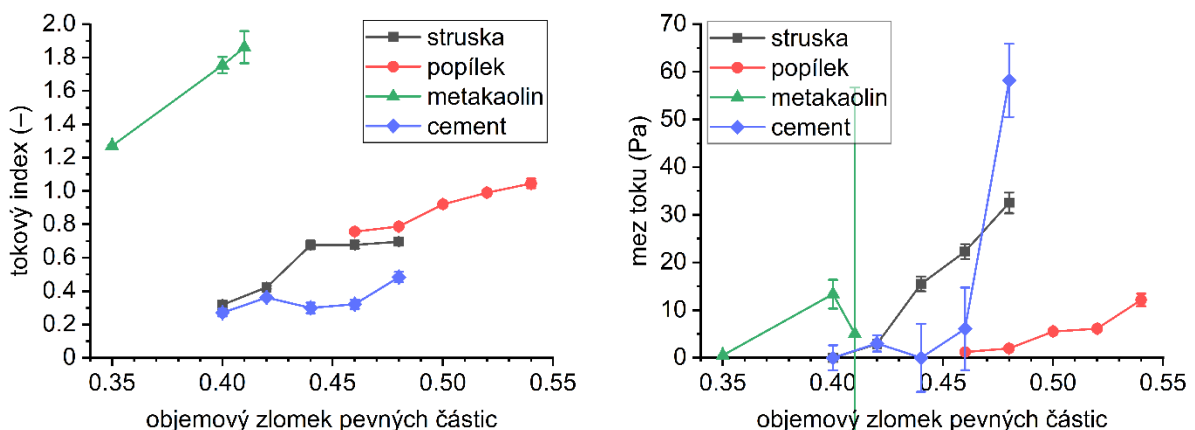 2.0
1.8
1.6
1.4
1.2
1.0
0.8
0.6
0.4
0.2
0
tokový index (–)
struska
popílek
metakaolin
cement
0.35
0.40
0.45
0.50
0.55
objemový zlomek pevných částic
70
60
50
40
30
20
10
0
mez toku (Pa)
struska
popílek
metakaolin
cement
0.35
0.40
0.45
0.50
0.55
objemový zlomek pevných částic